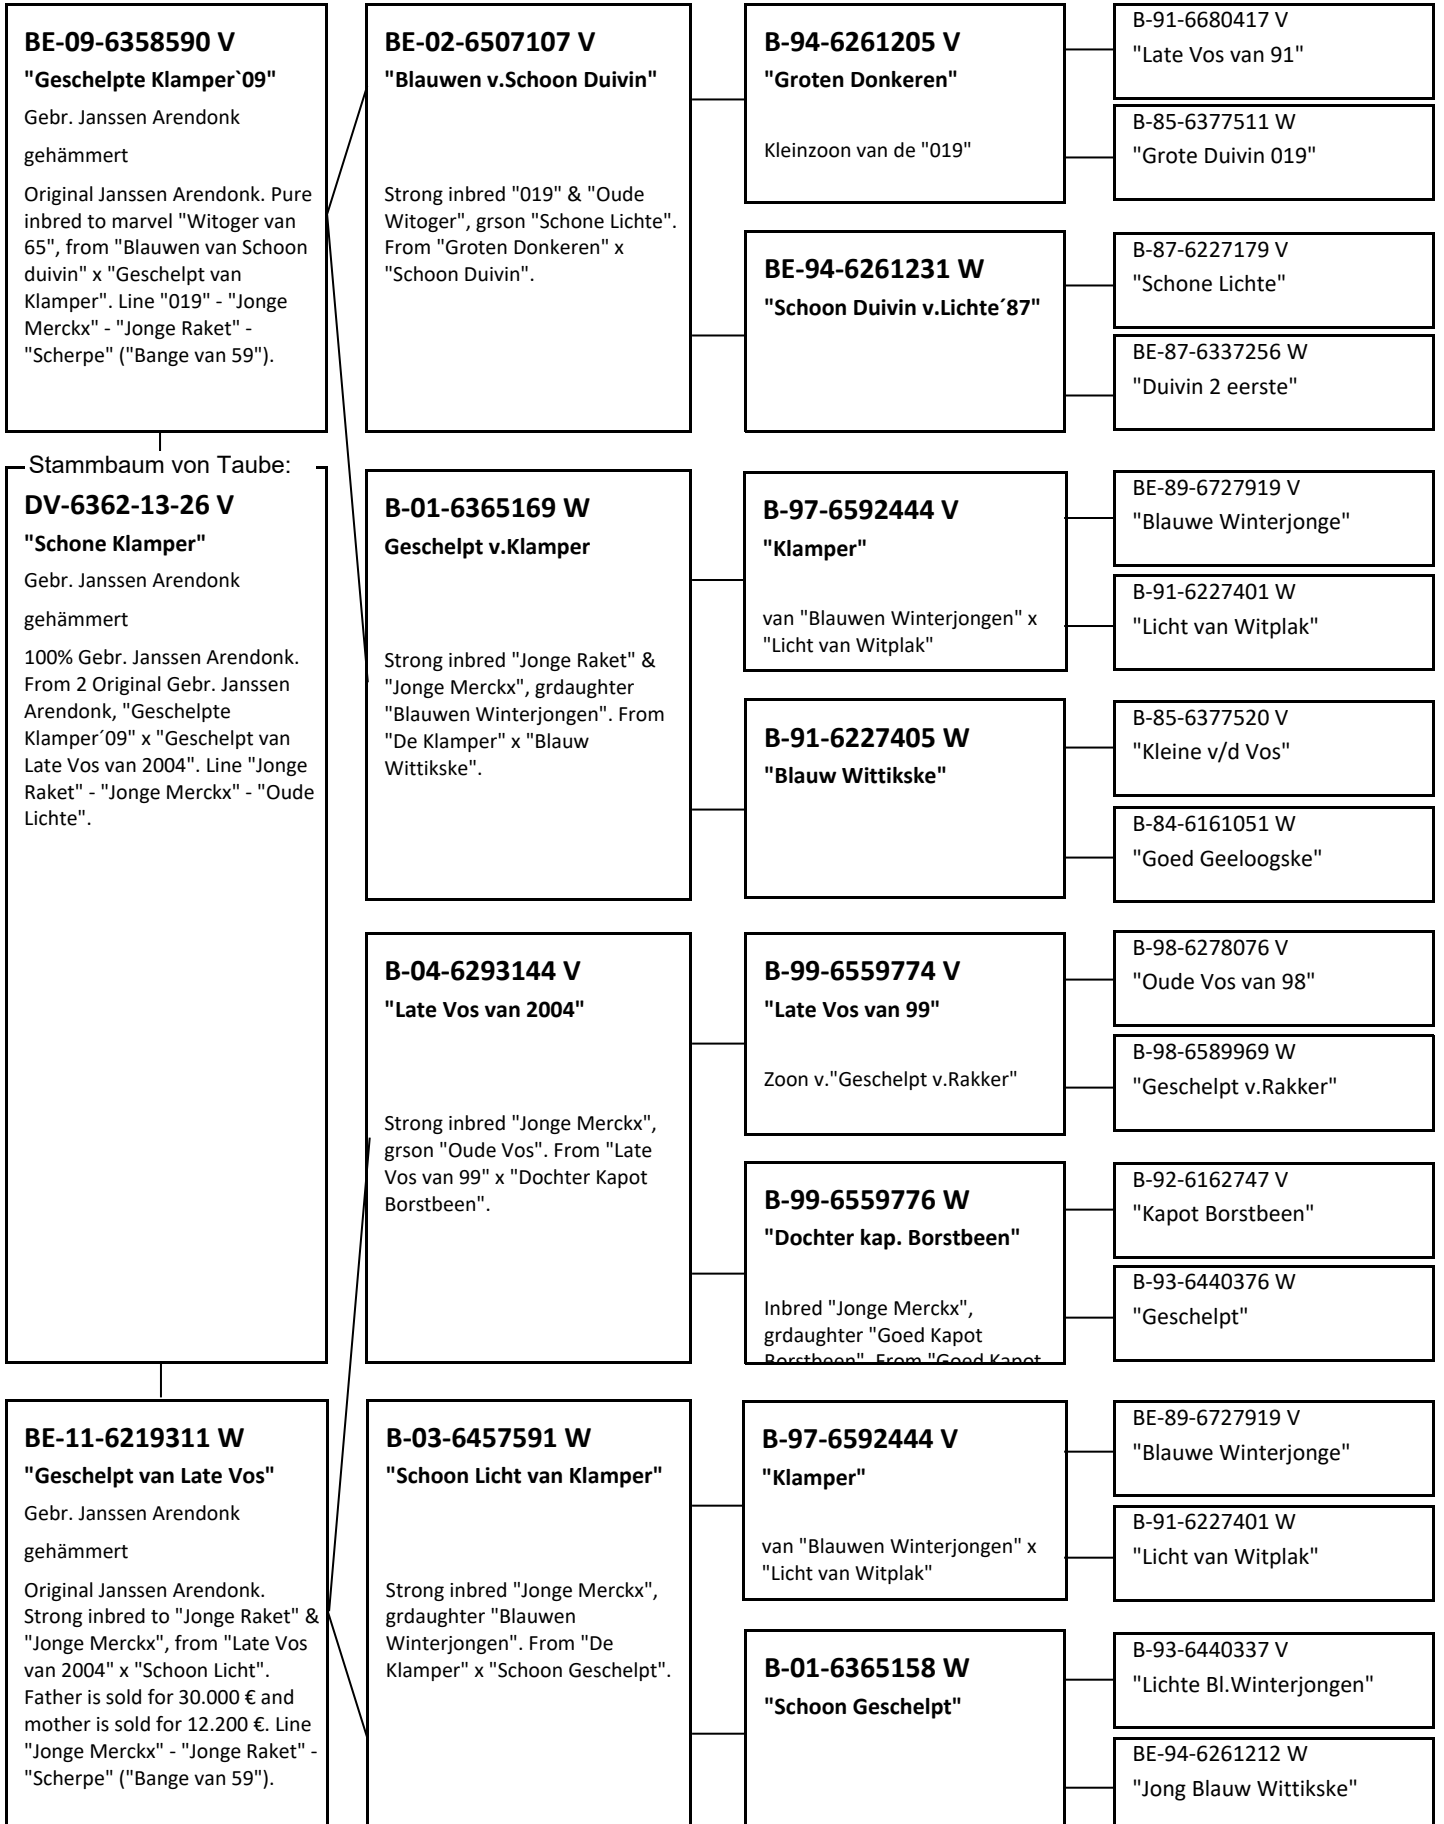 BE-09-6358590 V
"Geschelpte Klamper`09"
Gebr. Janssen Arendonk
gehämmert
Original Janssen Arendonk. Pure
inbred to marvel "Witoger van
65", from "Blauwen van Schoon
duivin" x "Geschelpt van
Klamper". Line "019" - "Jonge
Merckx" - "Jonge Raket" -
"Scherpe" ("Bange van 59").
Stammbaum von Taube:
DV-6362-13-26 V
"Schone Klamper"
Gebr. Janssen Arendonk
gehämmert
100% Gebr. Janssen Arendonk.
From 2 Original Gebr. Janssen
Arendonk, "Geschelpte
Klamper´09" x "Geschelpt van
Late Vos van 2004". Line "Jonge
Raket" - "Jonge Merckx" - "Oude
Lichte".
BE-11-6219311 W
"Geschelpt van Late Vos"
Gebr. Janssen Arendonk
gehämmert
Original Janssen Arendonk.
Strong inbred to "Jonge Raket" &
"Jonge Merckx", from "Late Vos
van 2004" x "Schoon Licht".
Father is sold for 30.000 € and
mother is sold for 12.200 €. Line
"Jonge Merckx" - "Jonge Raket" -
"Scherpe" ("Bange van 59").
BE-02-6507107 V
"Blauwen v.Schoon Duivin"
Strong inbred "019" & "Oude
Witoger", grson "Schone Lichte".
From "Groten Donkeren" x
"Schoon Duivin".
B-01-6365169 W
Geschelpt v.Klamper
Strong inbred "Jonge Raket" &
"Jonge Merckx", grdaughter
"Blauwen Winterjongen". From
"De Klamper" x "Blauw
Wittikske".
B-04-6293144 V
"Late Vos van 2004"
Strong inbred "Jonge Merckx",
grson "Oude Vos". From "Late
Vos van 99" x "Dochter Kapot
Borstbeen".
B-03-6457591 W
"Schoon Licht van Klamper"
Strong inbred "Jonge Merckx",
grdaughter "Blauwen
Winterjongen". From "De
Klamper" x "Schoon Geschelpt".
B-94-6261205 V
"Groten Donkeren"
Kleinzoon van de "019"
BE-94-6261231 W
"Schoon Duivin v.Lichte´87"
B-97-6592444 V
"Klamper"
van "Blauwen Winterjongen" x
"Licht van Witplak"
B-91-6227405 W
"Blauw Wittikske"
B-99-6559774 V
"Late Vos van 99"
Zoon v."Geschelpt v.Rakker"
B-99-6559776 W
"Dochter kap. Borstbeen"
Inbred "Jonge Merckx",
grdaughter "Goed Kapot
Borstbeen". From "Goed Kapot
B-97-6592444 V
"Klamper"
van "Blauwen Winterjongen" x
"Licht van Witplak"
B-01-6365158 W
"Schoon Geschelpt"
B-91-6680417 V
"Late Vos van 91"
B-85-6377511 W
"Grote Duivin 019"
B-87-6227179 V
"Schone Lichte"
BE-87-6337256 W
"Duivin 2 eerste"
BE-89-6727919 V
"Blauwe Winterjonge"
B-91-6227401 W
"Licht van Witplak"
B-85-6377520 V
"Kleine v/d Vos"
B-84-6161051 W
"Goed Geeloogske"
B-98-6278076 V
"Oude Vos van 98"
B-98-6589969 W
"Geschelpt v.Rakker"
B-92-6162747 V
"Kapot Borstbeen"
B-93-6440376 W
"Geschelpt"
BE-89-6727919 V
"Blauwe Winterjonge"
B-91-6227401 W
"Licht van Witplak"
B-93-6440337 V
"Lichte Bl.Winterjongen"
BE-94-6261212 W
"Jong Blauw Wittikske"